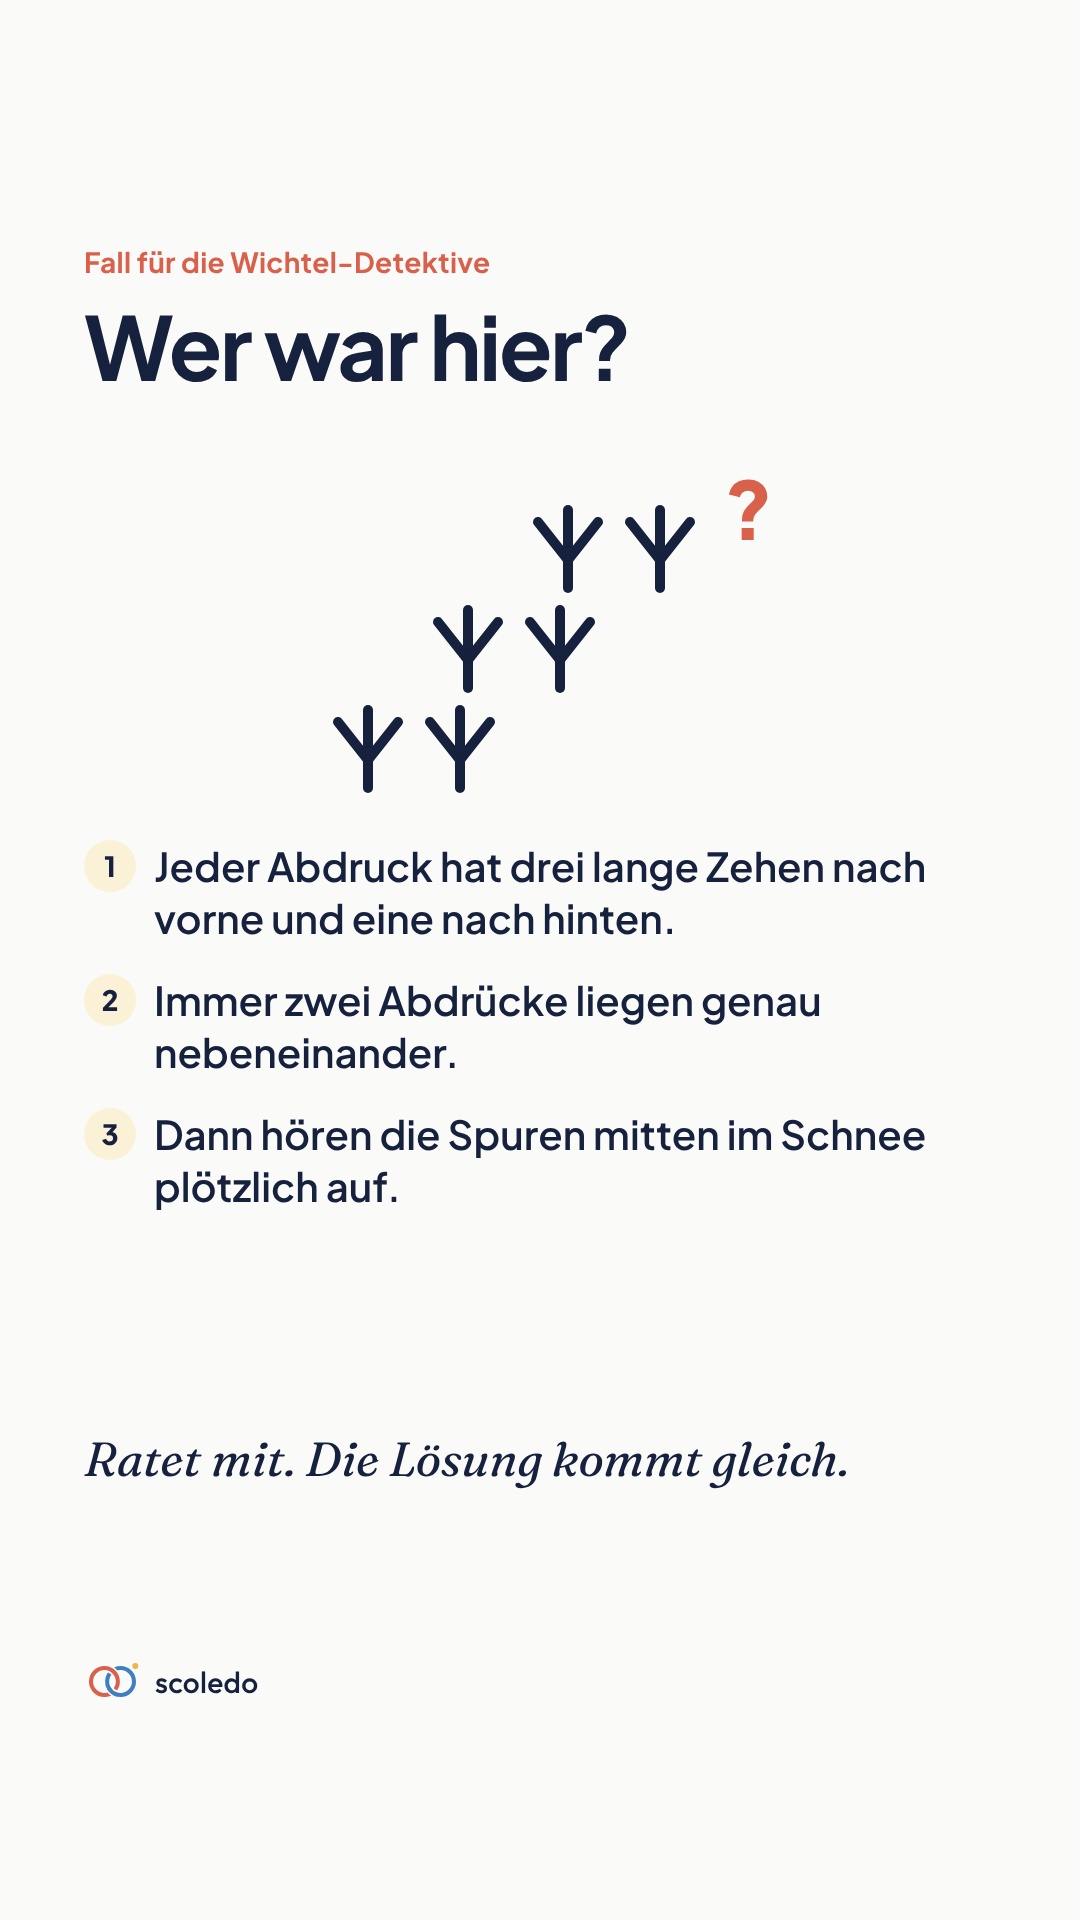 Fall für die Wichtel-Detektive
Wer war hier?
?
1 Jeder Abdruck hat drei lange Zehen nach
vorne und eine nach hinten.
2 Immer zwei Abdrücke liegen genau
nebeneinander.
3 Dann hören die Spuren mitten im Schnee
plötzlich auf.
Ratet mit. Die Lösung kommt gleich.
scoledo